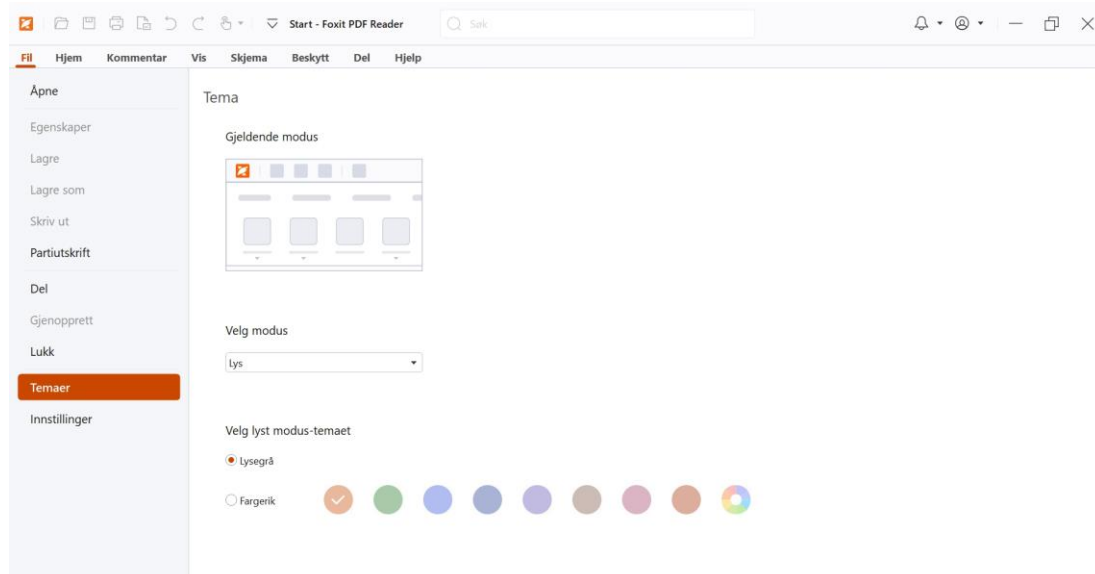 Start - Foxit PDF Reader
Søk
Fil Hjem Kommentar Vis Skjema Beskytt Del Hjelp
Åpne
Egenskaper
Lagre
Lagre som
Skriv ut
Partiutskrift
Del
Gjenopprett
Lukk
Temaer
Innstillinger
Tema
Gjeldende modus
Velg modus
Lys
Velg lyst modus-temaet
Lysegrå
Fargerik